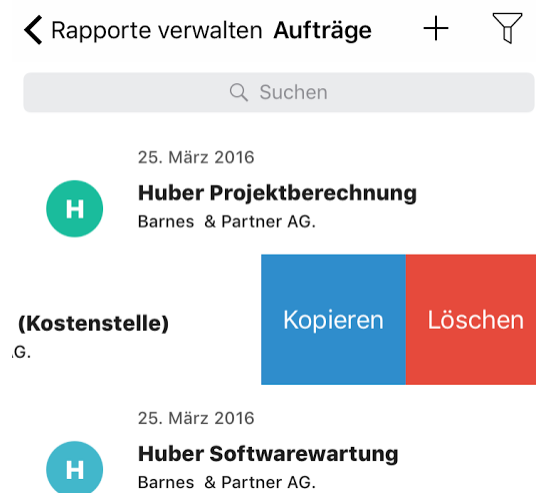 Rapporte verwalten Aufträge
Suchen
25. März 2016
H
Huber Projektberechnung
Barnes & Partner AG.
(Kostenstelle)
.G.
Kopieren
Löschen
25. März 2016
H
Huber Softwarewartung
Barnes & Partner AG.